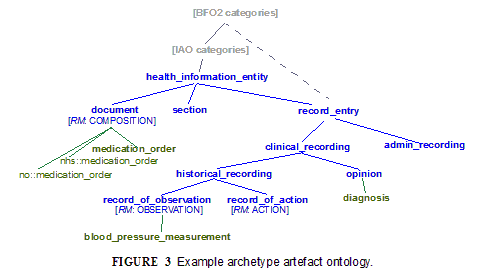 [BFO2 categories]
[IAO categories]
health_information_entity
document section record_entry
[RM: COMPOSITION]
medication_order clinical_recording admin_recording
nhs::medication_order
no::medication_order historical_recording opinion
record_of_observation record_of_action diagnosis
[RM: OBSERVATION] [RM: ACTION]
blood_pressure_measurement
FIGURE 3 Example archetype artefact ontology.